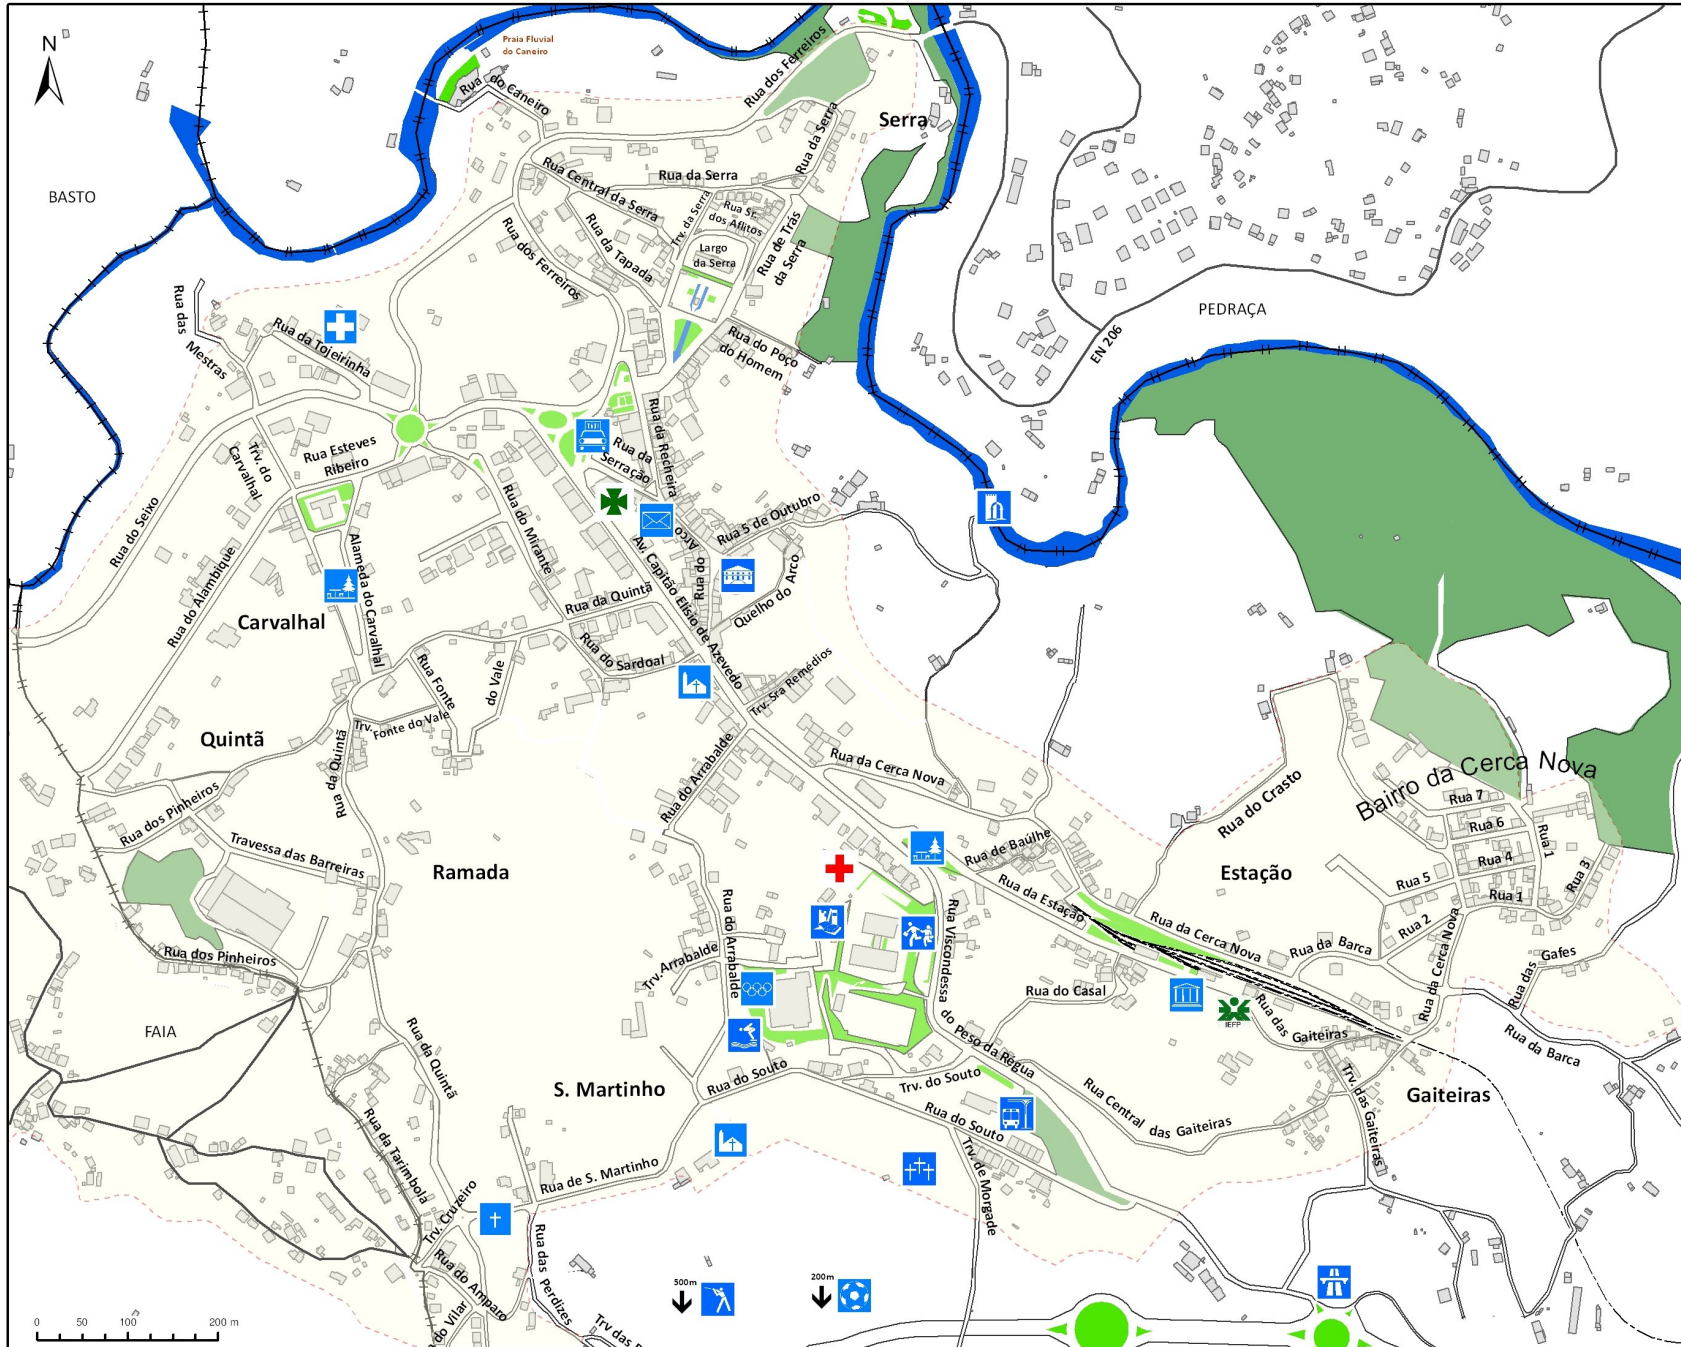 N
Praia Fluvial
do Caneiro
Rua do Caneiro
Rua dos Ferreiros
Serra
Rua da Serra
BASTO
Rua Central da Serra
Rua da Serra
Trv. da Serra
Rua Sr.
dos Aflitos
Rua da Tapada
Rua dos Ferreiros
Largo
da Serra
Rua de Trás
da Serra
Rua das
Mestras
Rua da Tojeirinha
Rua do Poço
do Homem
PEDRAÇA
EN 206
Rua Esteves
Ribeiro
Trv. do
Carvalhal
Rua da Recheira
Rua da
Serração
Rua do Seixo
Rua do Mirante
Rua 5 de Outubro
Rua do Arco
Quelho do Arco
Av. Capitão Elísio de Azevedo
Rua do Alambique
Alameda do Carvalhal
Carvalhal
Rua da Quintã
Rua do Sardoal
Rua Fonte
do Vale
Trv.
Fonte do Vale
Trv. Sra Remédios
Quintã
Rua da Quintã
Rua do Arrabalde
Rua da Cerca Nova
Rua do Crasto
Bairro da Cerca Nova
Rua 7
Rua 6
Rua 4
Rua 1
Rua 5
Rua 1
Rua 3
Rua 2
Rua dos Pinheiros
Travessa das Barreiras
Ramada
Rua de Baúlhe
Estação
Rua da Estação
Rua da Cerca Nova
Rua da Barca
Rua da Cerca Nova
Rua das Gafes
Rua do Arrabalde
Trv. Arrabalde
Rua Viscondessa
do Peso da Régua
Rua dos Pinheiros
Rua do Casal
IEFP
Rua das
Gaiteiras
Rua da Barca
FAIA
Rua da Quintã
S. Martinho
Rua do Souto
Trv. do Souto
Rua do Souto
Rua Central das Gaiteiras
Trv. das Gaiteiras
Gaiteiras
Rua da Tarimbola
Trv. de Morgade
Rua de S. Martinho
Trv. Cruzeiro
Rua do Amparo
do Vilar
Rua das Perdizes
Trv das
500m
200m
0 50 100 200 m